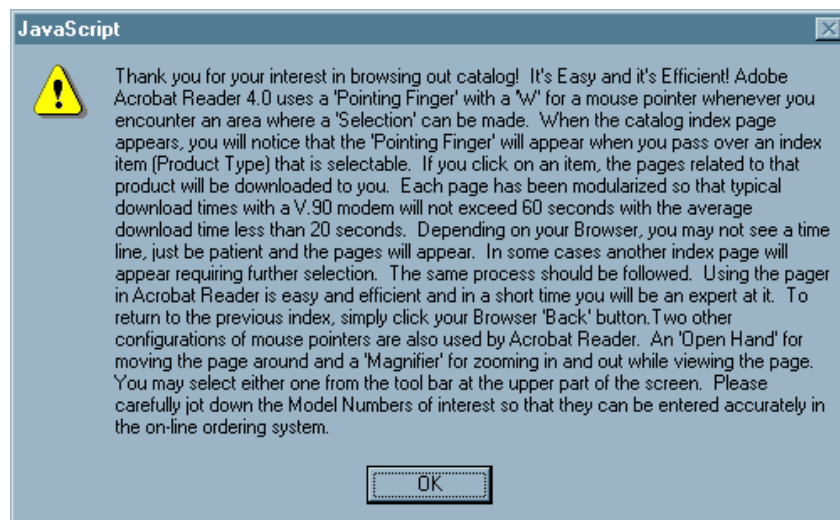 JavaScript
Thank you for your interest in browsing out catalog!  It's Easy and it's Efficient! Adobe
Acrobat Reader 4.0 uses a 'Pointing Finger' with a 'W' for a mouse pointer whenever you
encounter an area where a 'Selection' can be made.  When the catalog index page
appears, you will notice that the 'Pointing Finger' will appear when you pass over an index
item (Product Type) that is selectable.  If you click on an item, the pages related to that
product will be downloaded to you.  Each page has been modularized so that typical
download times with a V.90 modem will not exceed 60 seconds with the average
download time less than 20 seconds.  Depending on your Browser, you may not see a time
line, just be patient and the pages will appear.  In some cases another index page will
appear requiring further selection.  The same process should be followed.  Using the pager
in Acrobat Reader is easy and efficient and in a short time you will be an expert at it.  To
return to the previous index, simply click your Browser 'Back' button.Two other
configurations of mouse pointers are also used by Acrobat Reader.  An 'Open Hand' for
moving the page around and a 'Magnifier' for zooming in and out while viewing the page.
You may select either one from the tool bar at the upper part of the screen.  Please
carefully jot down the Model Numbers of interest so that they can be entered accurately in
the on-line ordering system.
OK